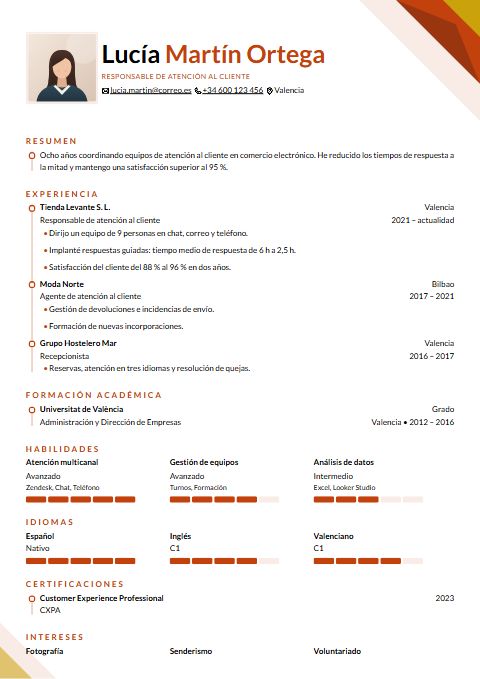 Lucía Martín Ortega
RESPONSABLE DE ATENCIÓN AL CLIENTE
lucia.martin@correo.es +34 600 123 456 Valencia
RESUMEN
Ocho años coordinando equipos de atención al cliente en comercio electrónico. He reducido los tiempos de respuesta a
la mitad y mantengo una satisfacción superior al 95 %.
EXPERIENCIA
Tienda Levante S. L. Valencia
Responsable de atención al cliente 2021 – actualidad
• Dirijo un equipo de 9 personas en chat, correo y teléfono.
• Implanté respuestas guiadas: tiempo medio de respuesta de 6 h a 2,5 h.
• Satisfacción del cliente del 88 % al 96 % en dos años.
Moda Norte Bilbao
Agente de atención al cliente 2017 – 2021
• Gestión de devoluciones e incidencias de envío.
• Formación de nuevas incorporaciones.
Grupo Hostelero Mar Valencia
Recepcionista 2016 – 2017
• Reservas, atención en tres idiomas y resolución de quejas.
FORMACIÓN ACADÉMICA
Universitat de València Grado
Administración y Dirección de Empresas Valencia • 2012 – 2016
HABILIDADES
Atención multicanal Gestión de equipos Análisis de datos
Avanzado Avanzado Intermedio
Zendesk, Chat, Teléfono Turnos, Formación Excel, Looker Studio
IDIOMAS
Español Inglés Valenciano
Nativo C1 C1
CERTIFICACIONES
Customer Experience Professional 2023
CXPA
INTERESES
Fotografía Senderismo Voluntariado